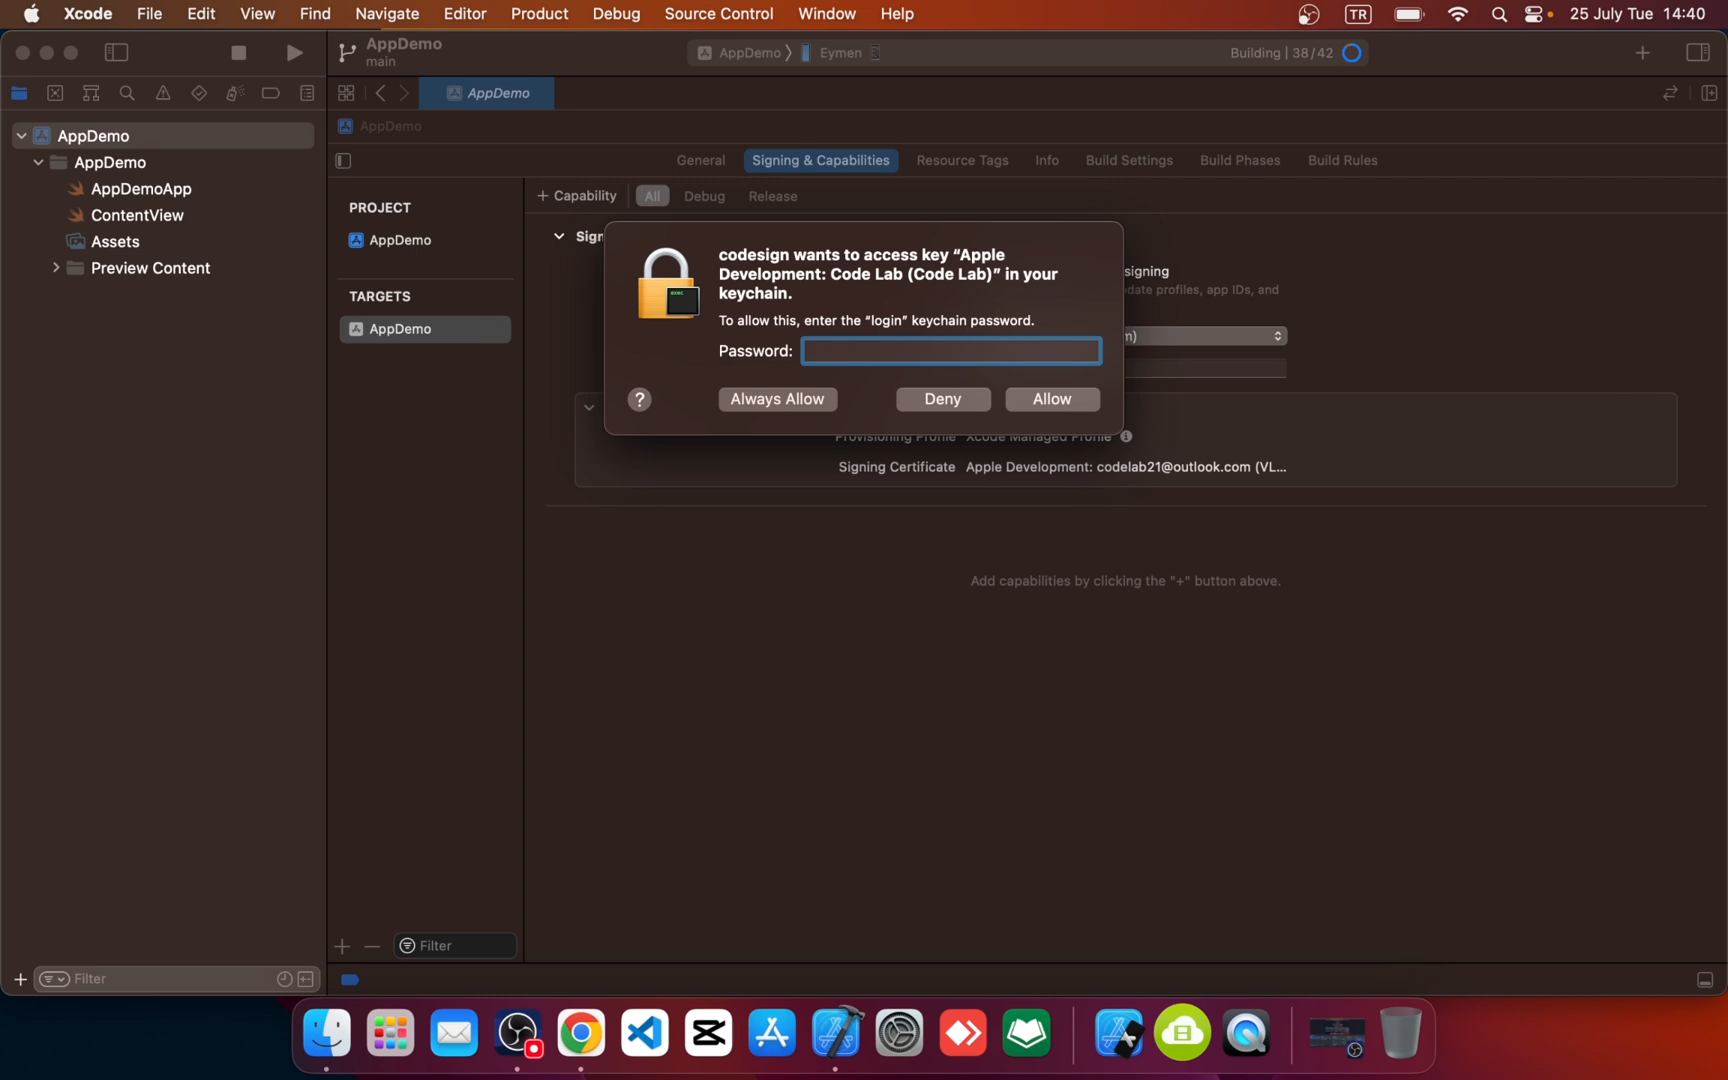 Xcode File Edit View Find Navigate Editor Product Debug Source Control Window Help TR 25 July Tue 14:40
AppDemo
main
AppDemo Eymen Building | 38/42
AppDemo
AppDemo
General Signing & Capabilities Resource Tags Info Build Settings Build Phases Build Rules
+ Capability All Debug Release
AppDemo
AppDemo
AppDemoApp
ContentView
Assets
Preview Content
PROJECT
AppDemo
TARGETS
AppDemo
Sign
codesign wants to access key “Apple
Development: Code Lab (Code Lab)” in your
keychain.
To allow this, enter the “login” keychain password.
Password:
? Always Allow Deny Allow
signing
date profiles, app IDs, and
m)
Provisioning Profile Xcode Managed Profile
Signing Certificate Apple Development: codelab21@outlook.com (VL...
Add capabilities by clicking the "+" button above.
Filter
Filter
exec